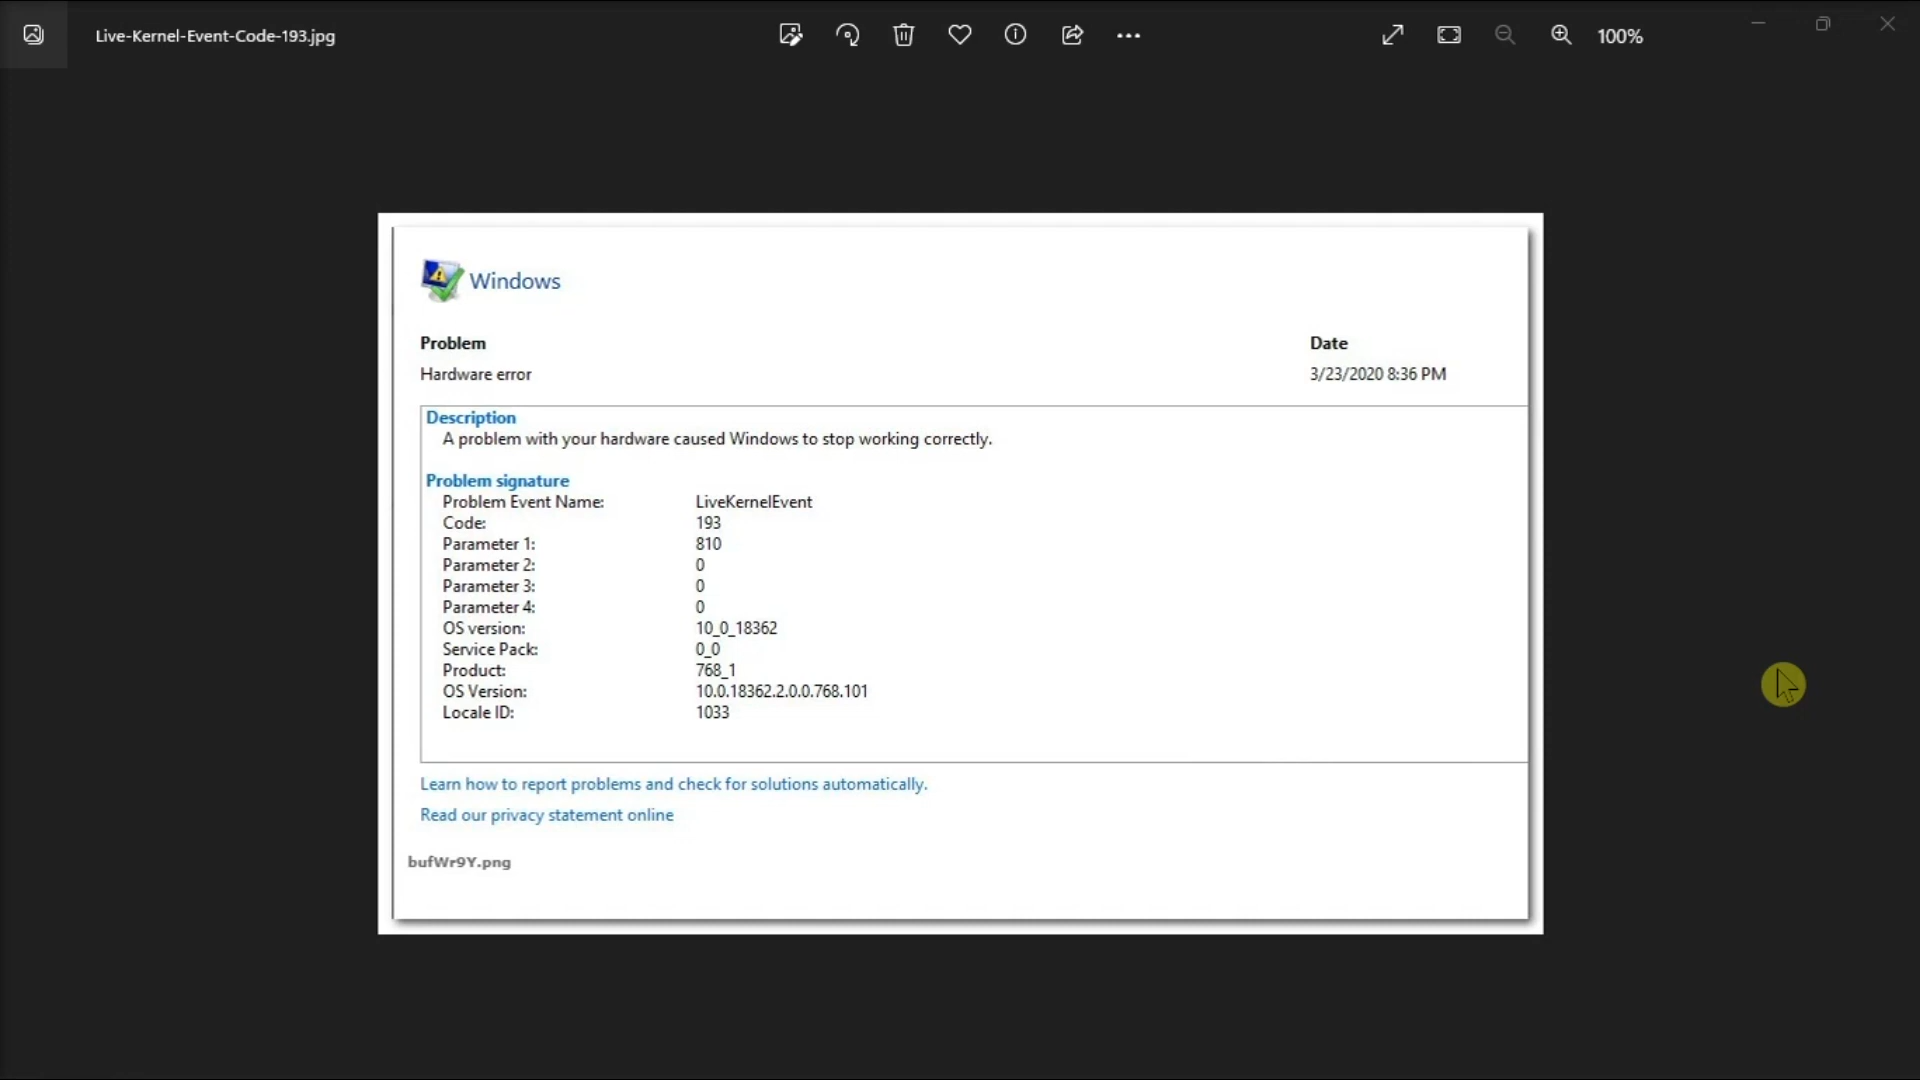 Live-Kernel-Event-Code-193.jpg
100%
Windows
Problem
Date
Hardware error
3/23/2020 8:36 PM
Description
A problem with your hardware caused Windows to stop working correctly.
Problem signature
Problem Event Name: LiveKernelEvent
Code: 193
Parameter 1: 810
Parameter 2: 0
Parameter 3: 0
Parameter 4: 0
OS version: 10_0_18362
Service Pack: 0_0
Product: 768_1
OS Version: 10.0.18362.2.0.0.768.101
Locale ID: 1033
Learn how to report problems and check for solutions automatically.
Read our privacy statement online
bufWr9Y.png